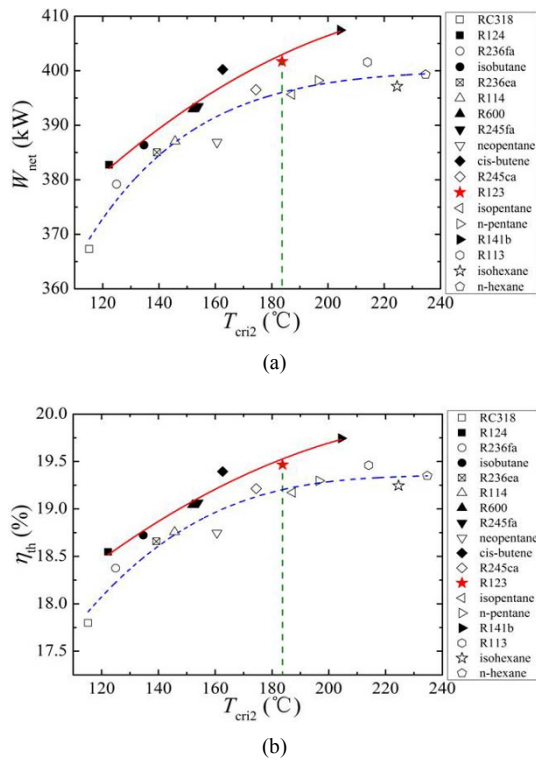 410
400
390
380
370
360
W_net (kW)
120 140 160 180 200 220 240
T_cri2 (℃)
RC318
R124
R236fa
isobutane
R236ea
R114
R600
R245fa
neopentane
cis-butene
R245ca
R123
isopentane
n-pentane
R141b
R113
isohexane
n-hexane
(a)
20.0
19.5
19.0
18.5
18.0
17.5
η_th (%)
120 140 160 180 200 220 240
T_cri2 (℃)
RC318
R124
R236fa
isobutane
R236ea
R114
R600
R245fa
neopentane
cis-butene
R245ca
R123
isopentane
n-pentane
R141b
R113
isohexane
n-hexane
(b)